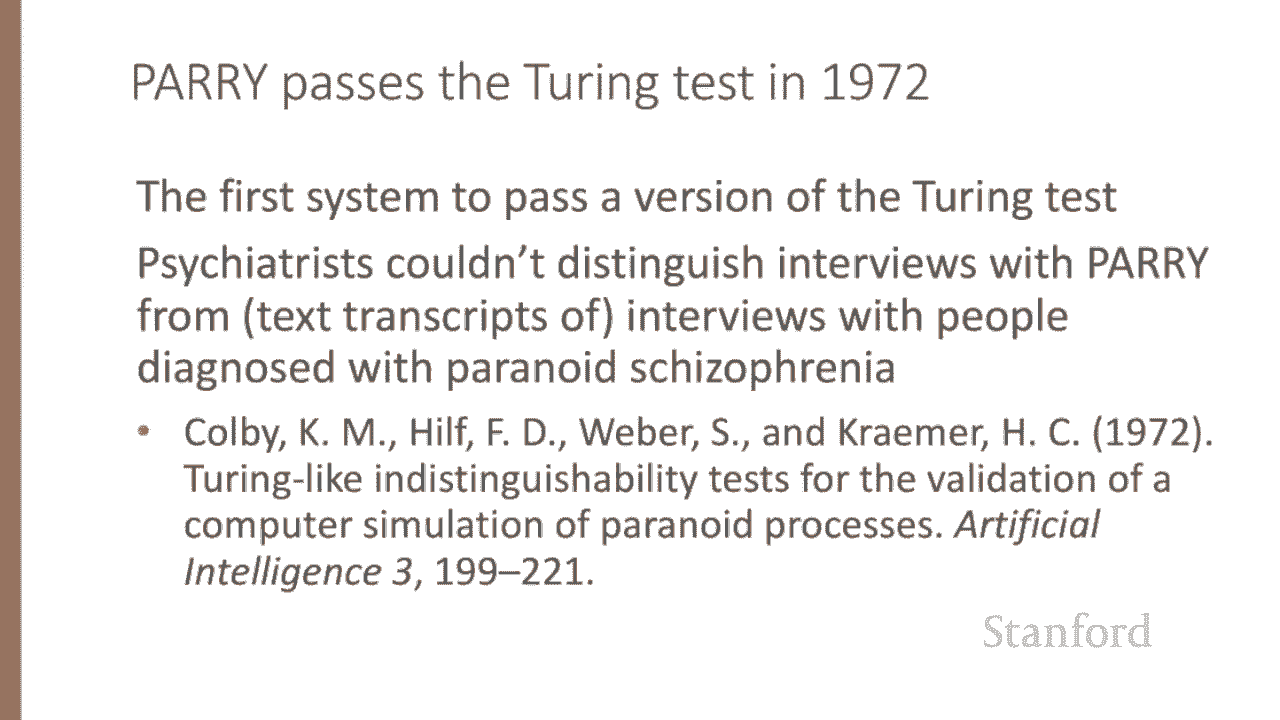 PARRY passes the Turing test in 1972
The first system to pass a version of the Turing test
Psychiatrists couldn’t distinguish interviews with PARRY
from (text transcripts of) interviews with people
diagnosed with paranoid schizophrenia
• Colby, K. M., Hilf, F. D., Weber, S., and Kraemer, H. C. (1972).
Turing-like indistinguishability tests for the validation of a
computer simulation of paranoid processes. Artificial
Intelligence 3, 199–221.
Stanford